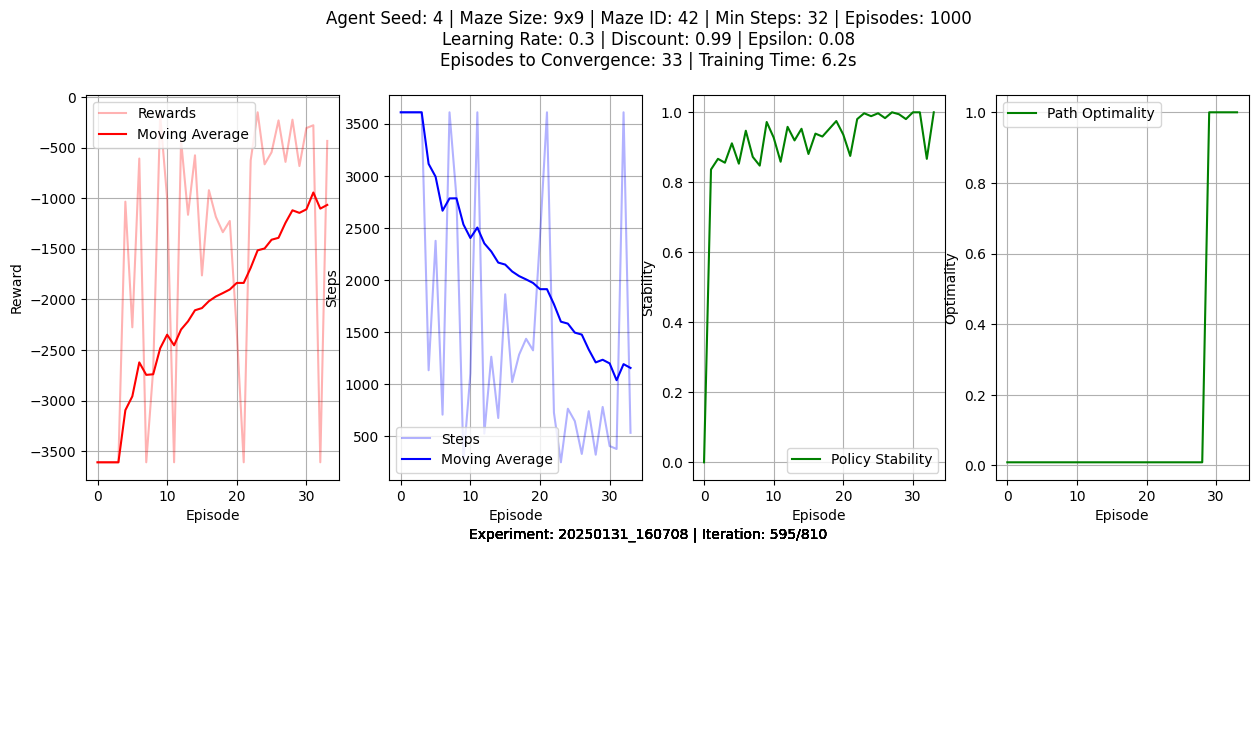 Agent Seed: 4 | Maze Size: 9x9 | Maze ID: 42 | Min Steps: 32 | Episodes: 1000
Learning Rate: 0.3 | Discount: 0.99 | Epsilon: 0.08
Episodes to Convergence: 33 | Training Time: 6.2s
Rewards
Moving Average
0
−500
−1000
−1500
−2000
−2500
−3000
−3500
Reward
0
10
20
30
Episode
3500
3000
2500
2000
1500
1000
500
Steps
Steps
Moving Average
0
10
20
30
Episode
1.0
0.8
0.6
0.4
0.2
0.0
Stability
Policy Stability
0
10
20
30
Episode
Path Optimality
1.0
0.8
0.6
0.4
0.2
0.0
Optimality
0
10
20
30
Episode
Experiment: 20250131_160708 | Iteration: 595/810